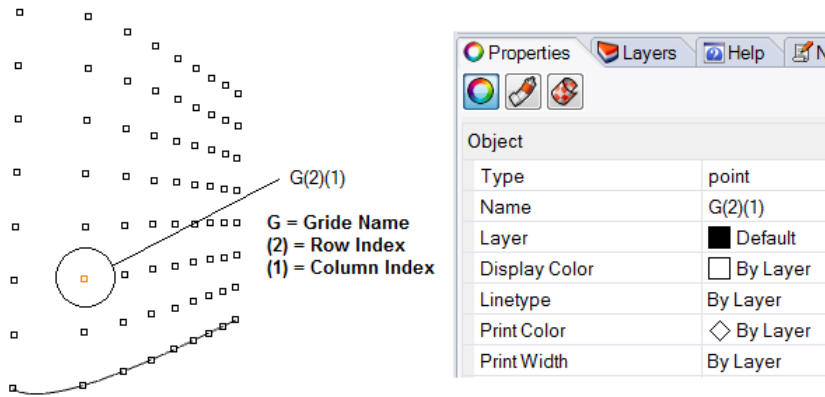 G(2)(1)
G = Gride Name
(2) = Row Index
(1) = Column Index
Properties Layers Help N
Object
Type point
Name G(2)(1)
Layer Default
Display Color By Layer
Linetype By Layer
Print Color By Layer
Print Width By Layer